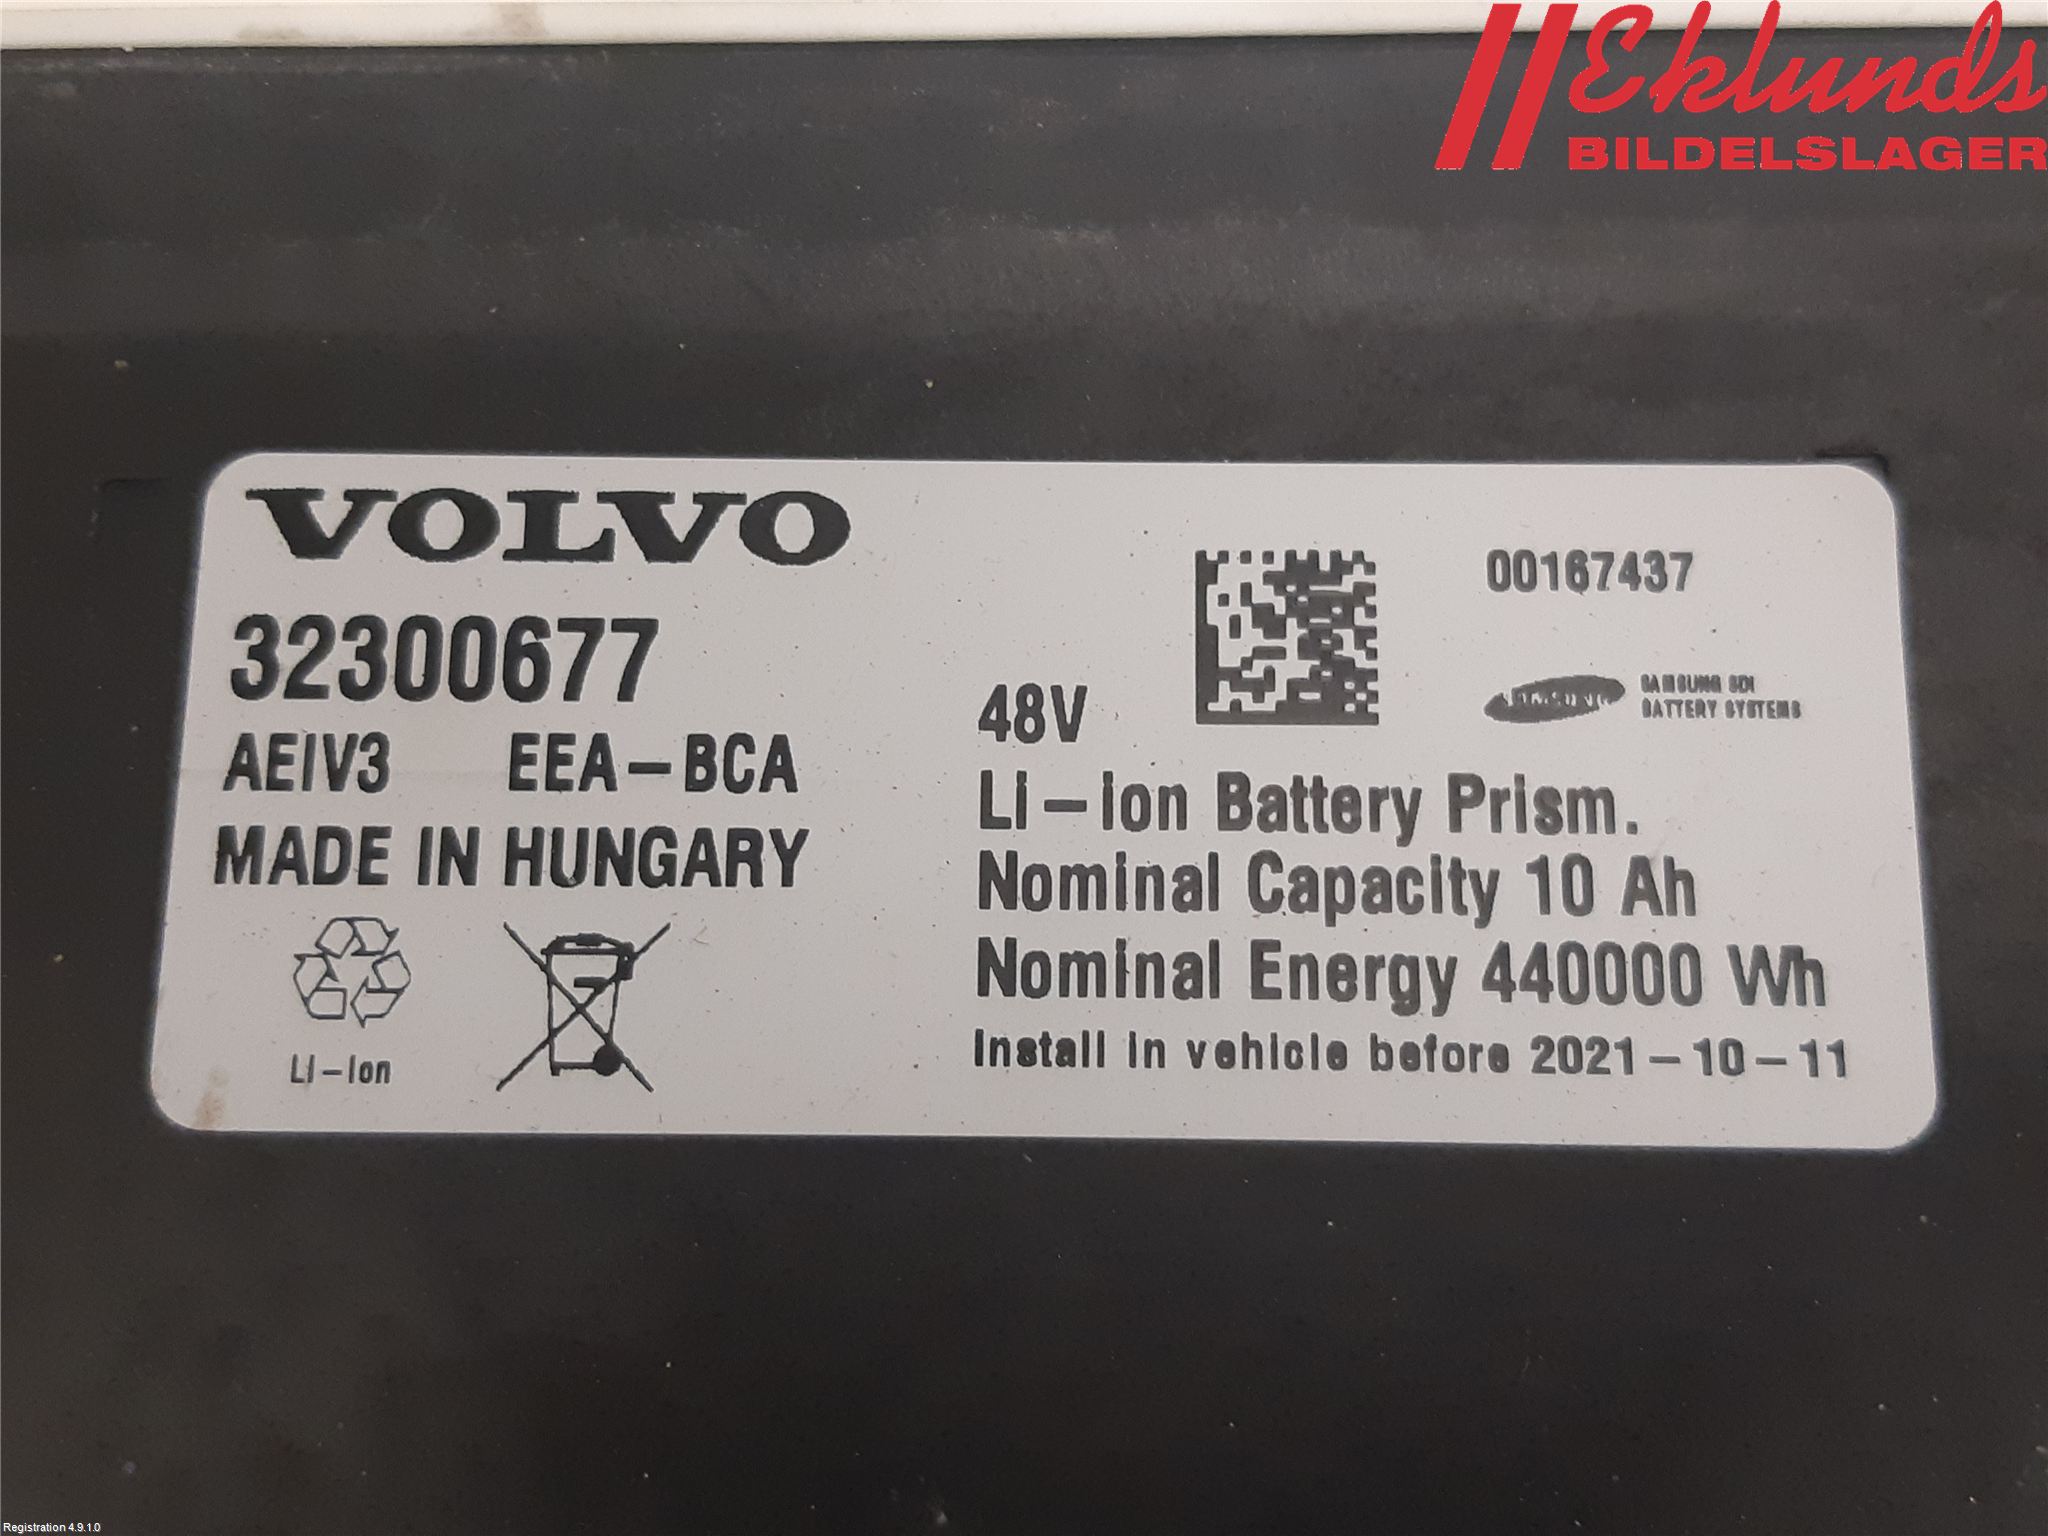 Eklunds
BILDELSLAGER
VOLVO
32300677
AEIV3 EEA-BCA
MADE IN HUNGARY
Li-Ion
00167437
SAMSUNG
SAMSUNG SDI
BATTERY SYSTEMS
48V
Li-ion Battery Prism.
Nominal Capacity 10 Ah
Nominal Energy 440000 Wh
Install in vehicle before 2021-10-11
Registration 4.9.1.0